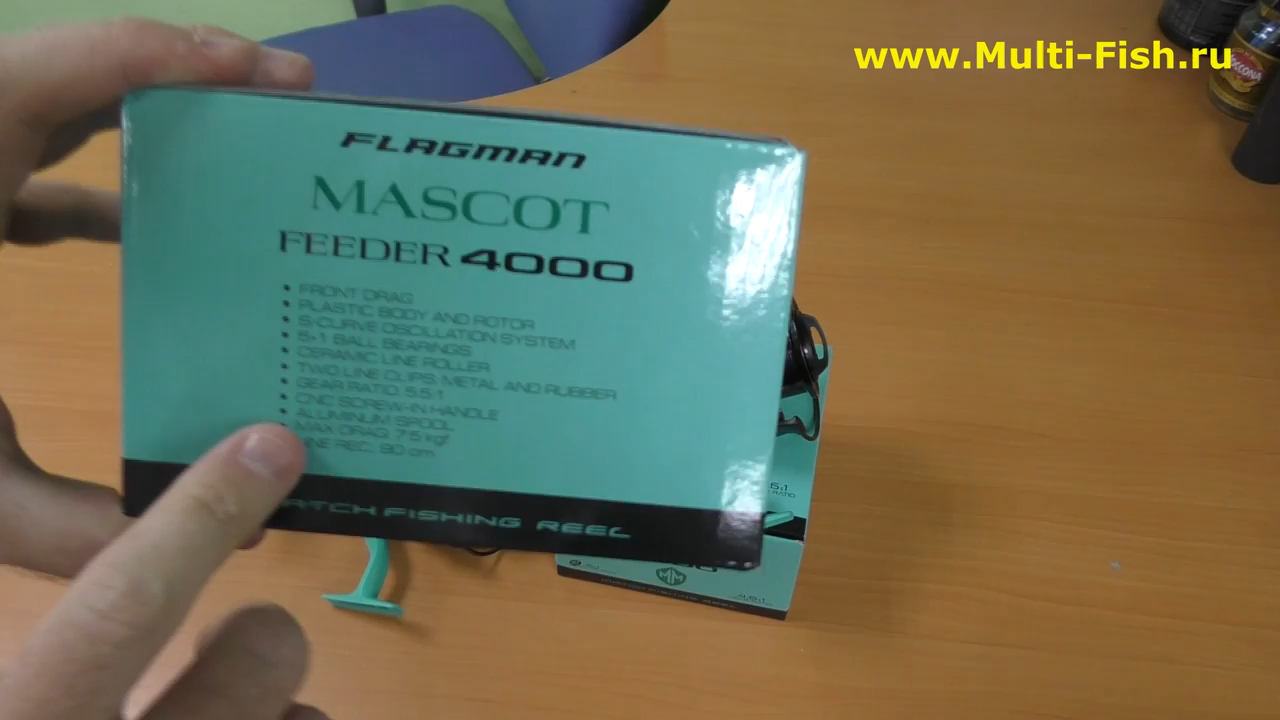 www.Multi-Fish.ru
FLAGMAN
MASCOT
FEEDER 4000
• FRONT DRAG
• PLASTIC BODY AND ROTOR
• S-CURVE OSCILLATION SYSTEM
• 5+1 BALL BEARINGS
• CERAMIC LINE ROLLER
• TWO LINE CLIPS: METAL AND RUBBER
• GEAR RATIO: 5.5:1
• CNC SCREW-IN HANDLE
• ALUMINUM SPOOL
• MAX DRAG: 7.5 kgf
LINE REC.: 80 cm
ATCH FISHING REEL